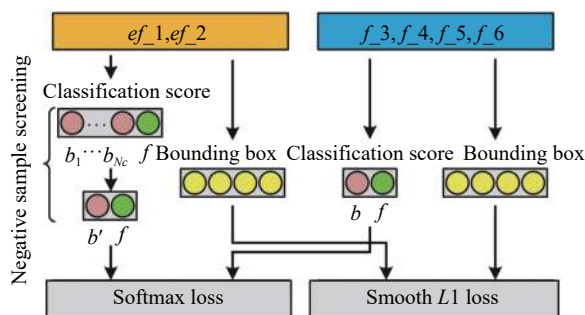 ef_1,ef_2
f_3, f_4, f_5, f_6
Classification score
b1···bNc f
Bounding box
Classification score
Bounding box
b' f
b f
Negative sample screening
Softmax loss
Smooth L1 loss